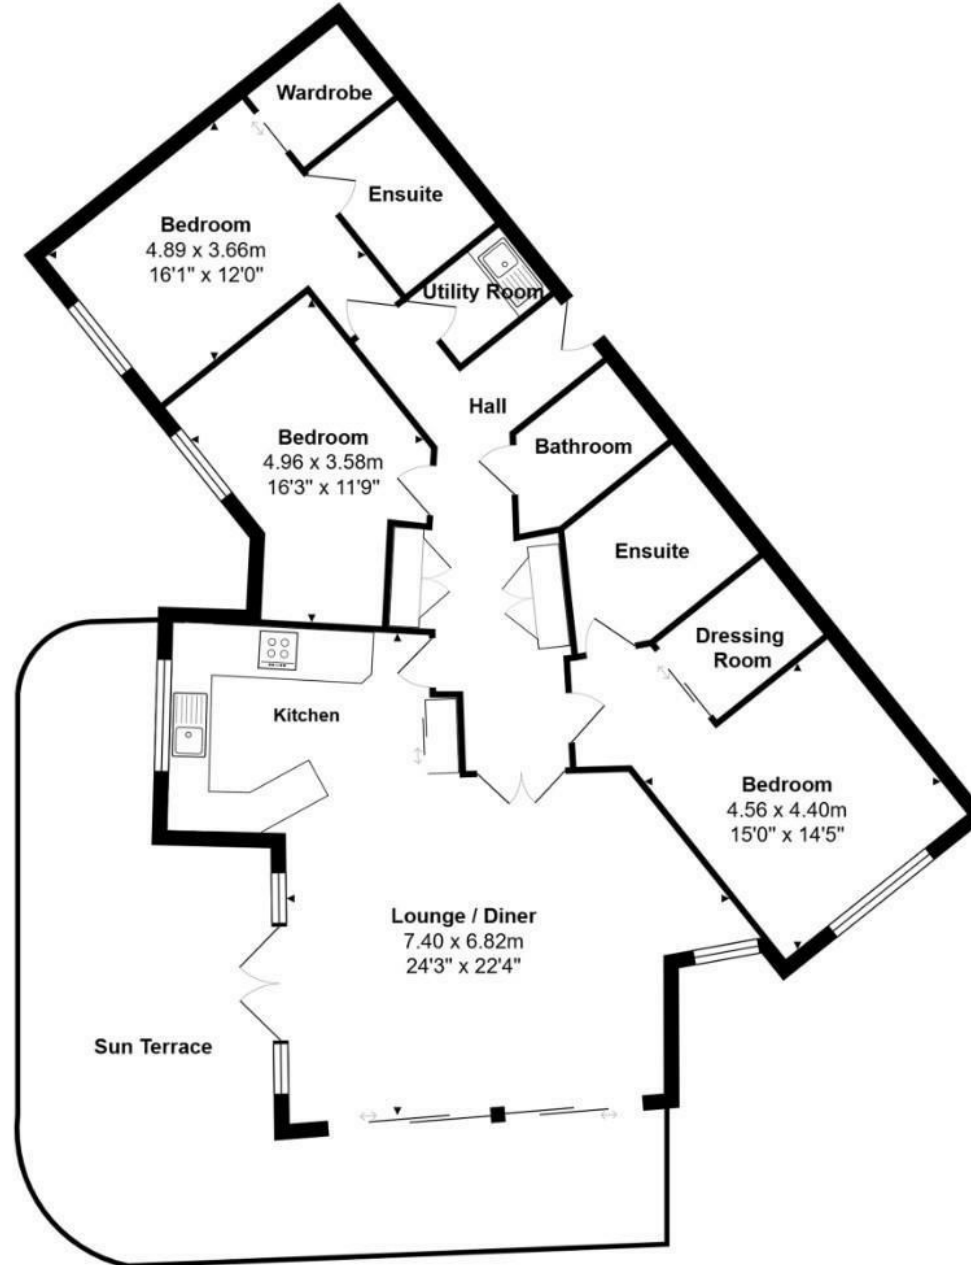 Wardrobe
Ensuite
Bedroom
4.89 x 3.66m
16'1" x 12'0"
Utility Room
Hall
Bedroom
4.96 x 3.58m
16'3" x 11'9"
Bathroom
Ensuite
Dressing
Room
Kitchen
Bedroom
4.56 x 4.40m
15'0" x 14'5"
Lounge / Diner
7.40 x 6.82m
24'3" x 22'4"
Sun Terrace